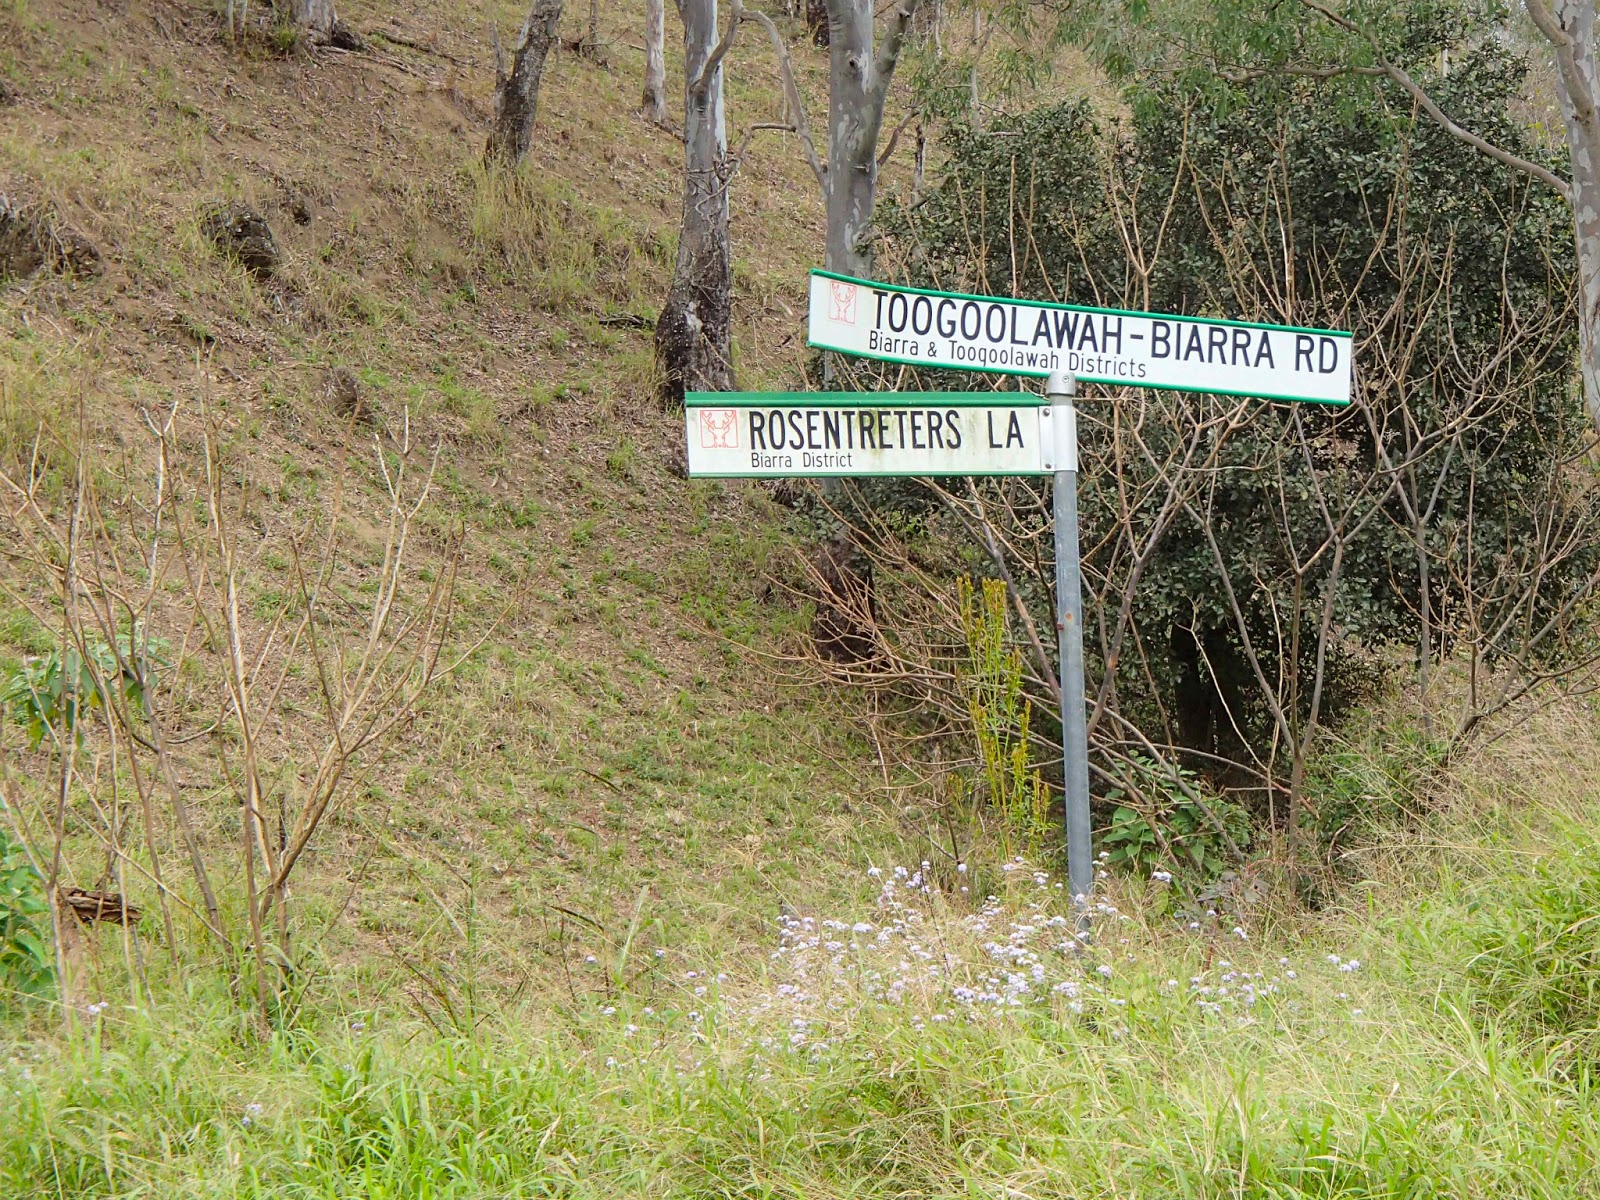 TOOGOOLAWAH-BIARRA RD
Biarra & Toogoolawah Districts
ROSENTRETERS LA
Biarra District